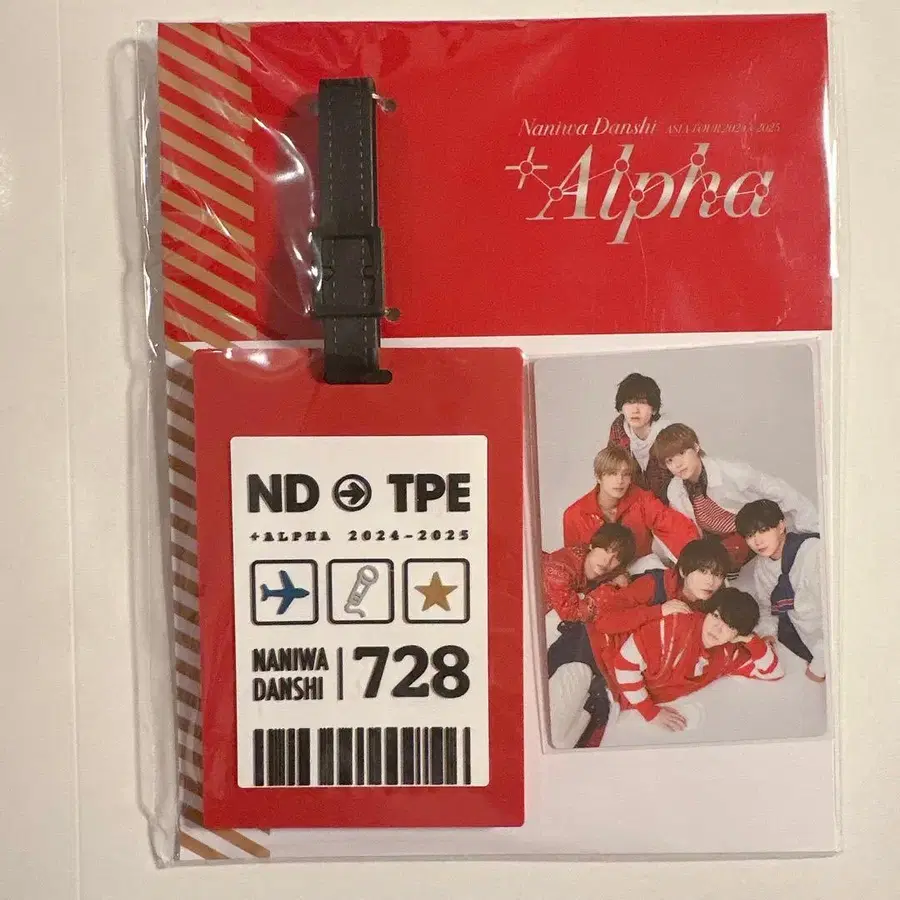 Naniwa Danshi ASIA TOUR 2024-2025
+Alpha
ND TPE
+ALPHA 2024-2025
NANIWA
DANSHI
728